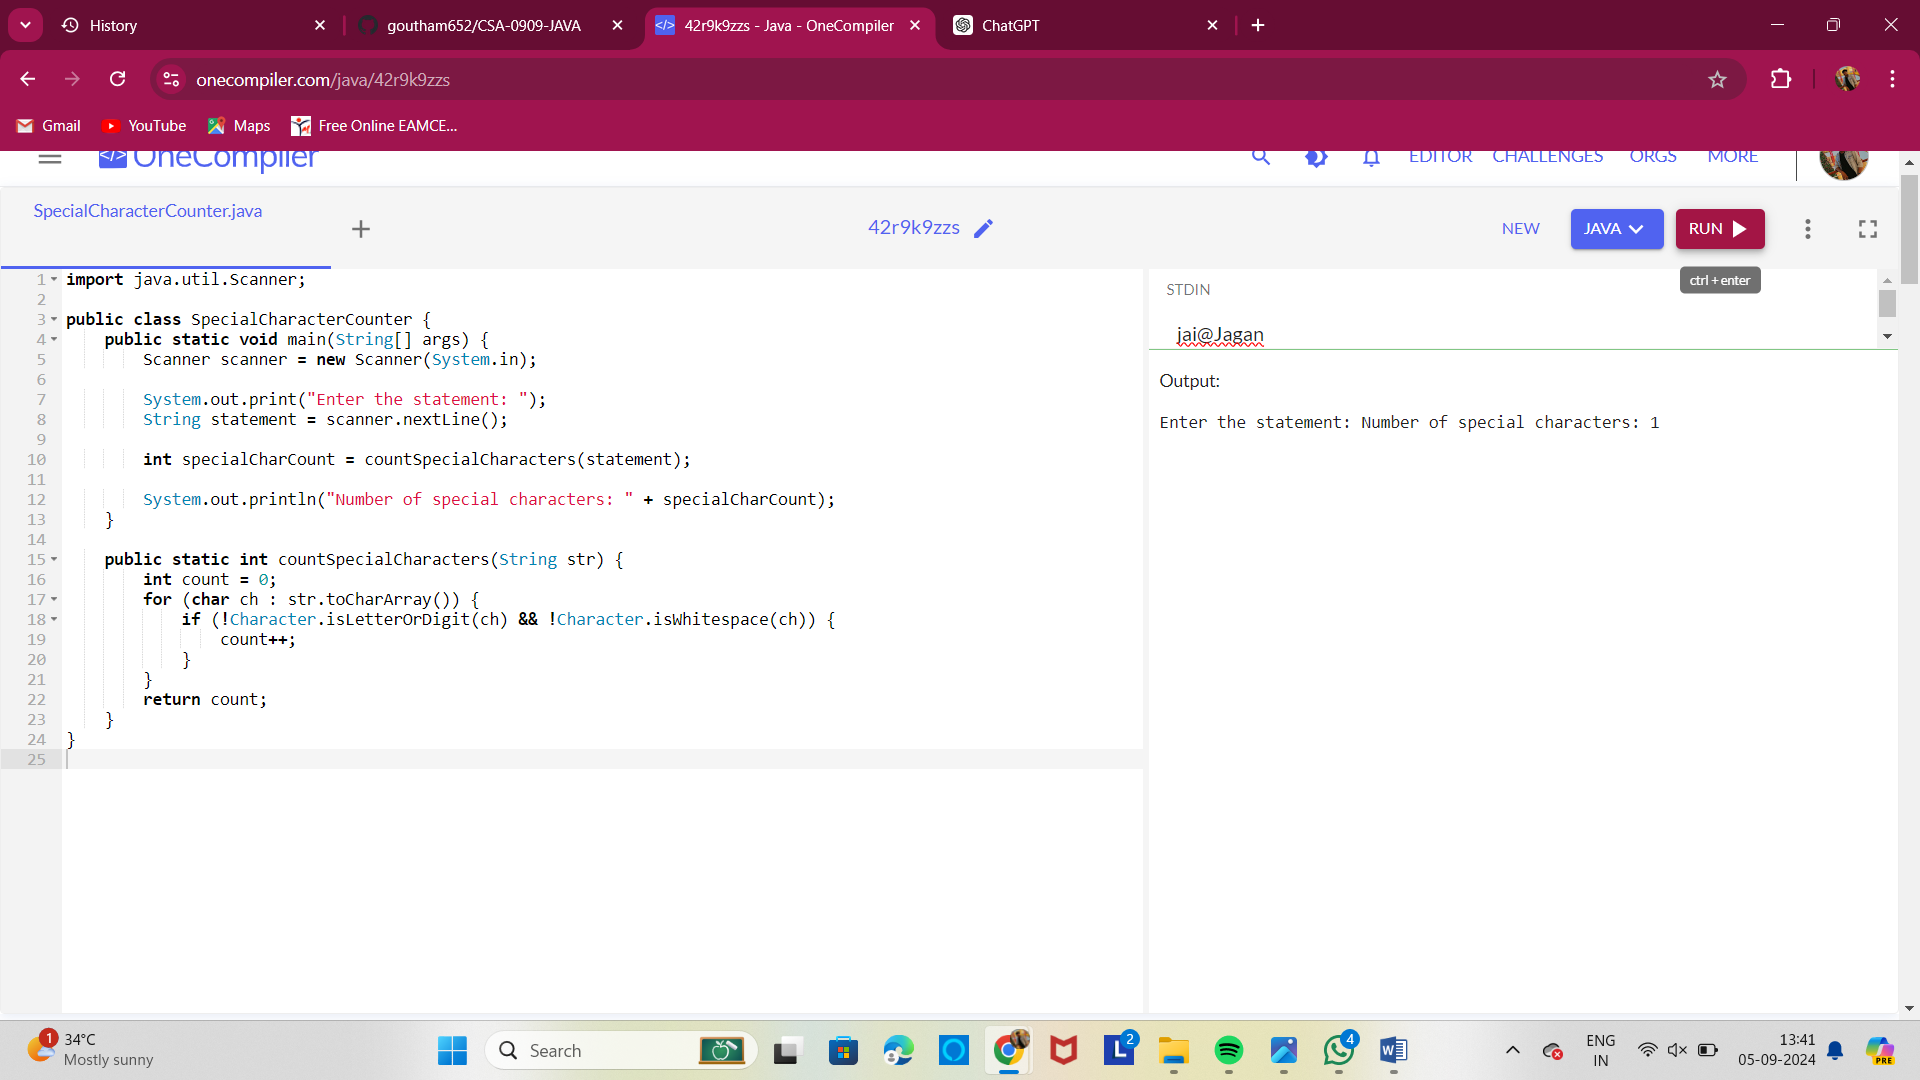 History
goutham652/CSA-0909-JAVA
42r9k9zzs - Java - OneCompiler
ChatGPT
onecompiler.com/java/42r9k9zzs
Gmail
YouTube
Maps
Free Online EAMCE...
OneCompiler
EDITOR
CHALLENGES
ORGS
MORE
SpecialCharacterCounter.java
42r9k9zzs
NEW
JAVA
RUN
ctrl + enter
1 import java.util.Scanner;
2
3 public class SpecialCharacterCounter {
4     public static void main(String[] args) {
5         Scanner scanner = new Scanner(System.in);
6
7         System.out.print("Enter the statement: ");
8         String statement = scanner.nextLine();
9
10         int specialCharCount = countSpecialCharacters(statement);
11
12         System.out.println("Number of special characters: " + specialCharCount);
13     }
14
15     public static int countSpecialCharacters(String str) {
16         int count = 0;
17         for (char ch : str.toCharArray()) {
18             if (!Character.isLetterOrDigit(ch) && !Character.isWhitespace(ch)) {
19                 count++;
20             }
21         }
22         return count;
23     }
24 }
25
STDIN
jai@Jagan
Output:
Enter the statement: Number of special characters: 1
1
34°C
Mostly sunny
Search
L
2
4
W
ENG
IN
13:41
05-09-2024
PRE